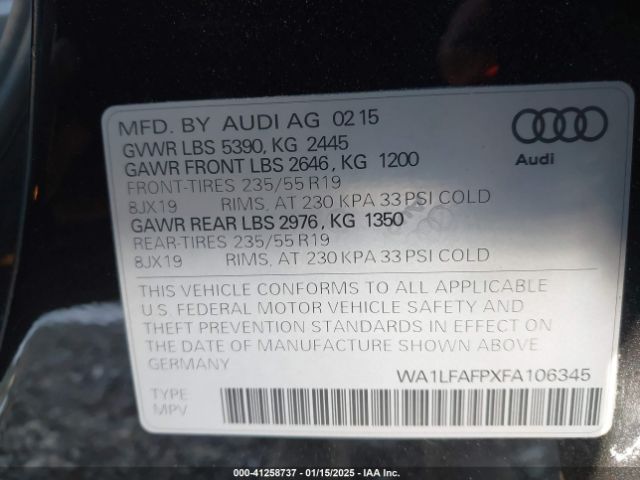 MFD. BY AUDI AG 02 15
GVWR LBS 5390, KG 2445
GAWR FRONT LBS 2646, KG 1200
FRONT-TIRES 235/55 R19
8JX19 RIMS, AT 230 KPA 33 PSI COLD
GAWR REAR LBS 2976, KG 1350
REAR-TIRES 235/55 R19
8JX19 RIMS, AT 230 KPA 33 PSI COLD
Audi
THIS VEHICLE CONFORMS TO ALL APPLICABLE
U.S. FEDERAL MOTOR VEHICLE SAFETY AND
THEFT PREVENTION STANDARDS IN EFFECT ON
THE DATE OF MANUFACTURE SHOWN ABOVE.
GERMANY
WA1LFAFPXFA106345
TYPE
MPV
000-41258737 - 01/15/2025 - IAA Inc.